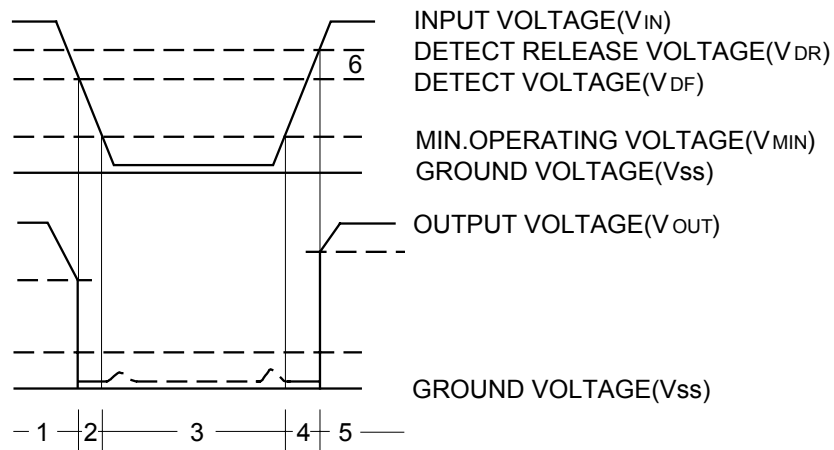 INPUT VOLTAGE(VIN)
DETECT RELEASE VOLTAGE(VDR)
6
DETECT VOLTAGE(VDF)
MIN.OPERATING VOLTAGE(VMIN)
GROUND VOLTAGE(Vss)
OUTPUT VOLTAGE(VOUT)
GROUND VOLTAGE(Vss)
1 2 3 4 5